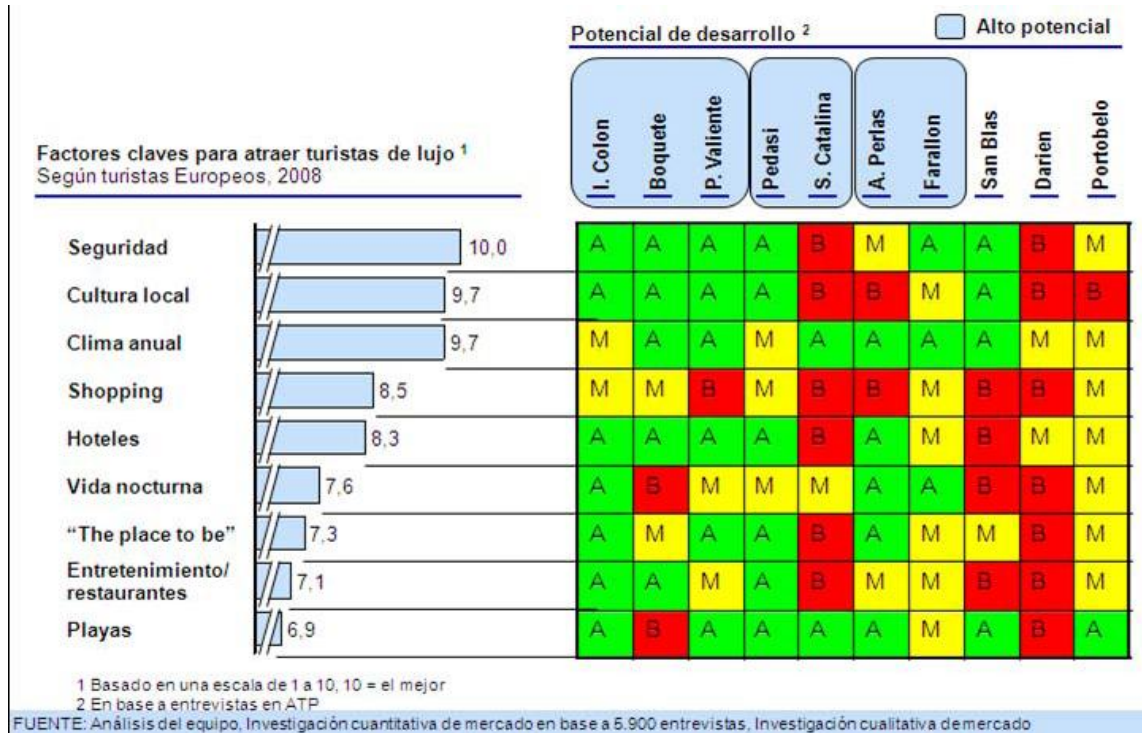 Potencial de desarrollo 2
Alto potencial
I. Colon
Boquete
P. Valiente
Pedasi
S. Catalina
A. Perlas
Farallon
San Blas
Darien
Portobelo
Factores claves para atraer turistas de lujo 1
Según turistas Europeos, 2008
Seguridad 10,0 A A A A B M A A B M
Cultura local 9,7 A A A A B B M A B B
Clima anual 9,7 M A A M A A A A M M
Shopping 8,5 M M B M B B M B B M
Hoteles 8,3 A A A A B A M B M M
Vida nocturna 7,6 A B M M M A A B B M
“The place to be” 7,3 A M A A B A M M B M
Entretenimiento/
restaurantes 7,1 A A M A B M M B B M
Playas 6,9 A B A A A A M A B A
1 Basado en una escala de 1 a 10, 10 = el mejor
2 En base a entrevistas en ATP
FUENTE: Análisis del equipo, Investigación cuantitativa de mercado en base a 5.900 entrevistas, Investigación cualitativa de mercado